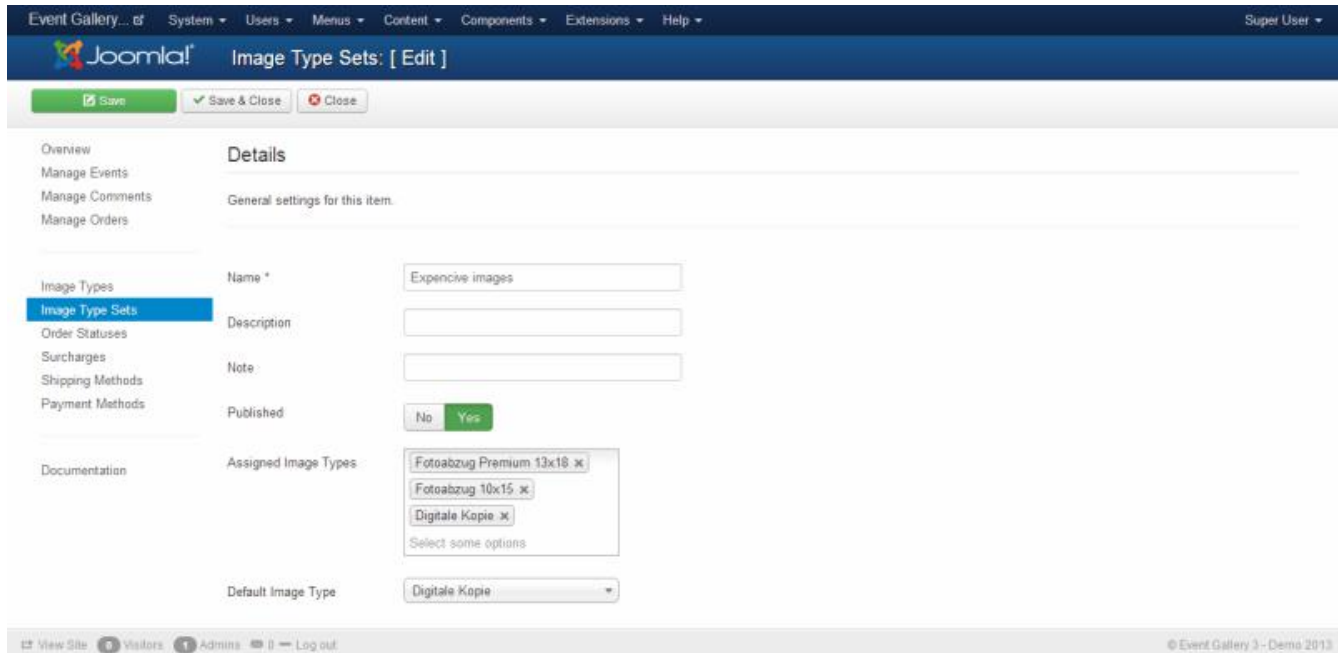 Event Gallery... System Users Menus Content Components Extensions Help Super User
Joomla! Image Type Sets: [ Edit ]
Save Save & Close Close
Overview
Manage Events
Manage Comments
Manage Orders
Image Types
Image Type Sets
Order Statuses
Surcharges
Shipping Methods
Payment Methods
Documentation
Details
General settings for this item.
Name * Expencive images
Description
Note
Published No Yes
Assigned Image Types Fotoabzug Premium 13x18
Fotoabzug 10x15
Digitale Kopie
Select some options
Default Image Type Digitale Kopie
View Site 0 Visitors 1 Admins 0 Log out © Event Gallery 3 - Demo 2013